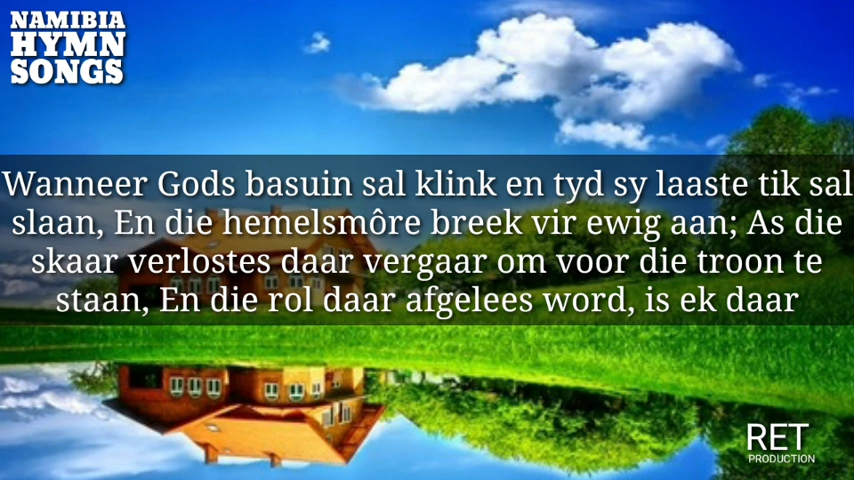 NAMIBIA
HYMN
SONGS
Wanneer Gods basuin sal klink en tyd sy laaste tik sal
slaan, En die hemelsmôre breek vir ewig aan; As die
skaar verlostes daar vergaar om voor die troon te
staan, En die rol daar afgelees word, is ek daar
RET
PRODUCTION